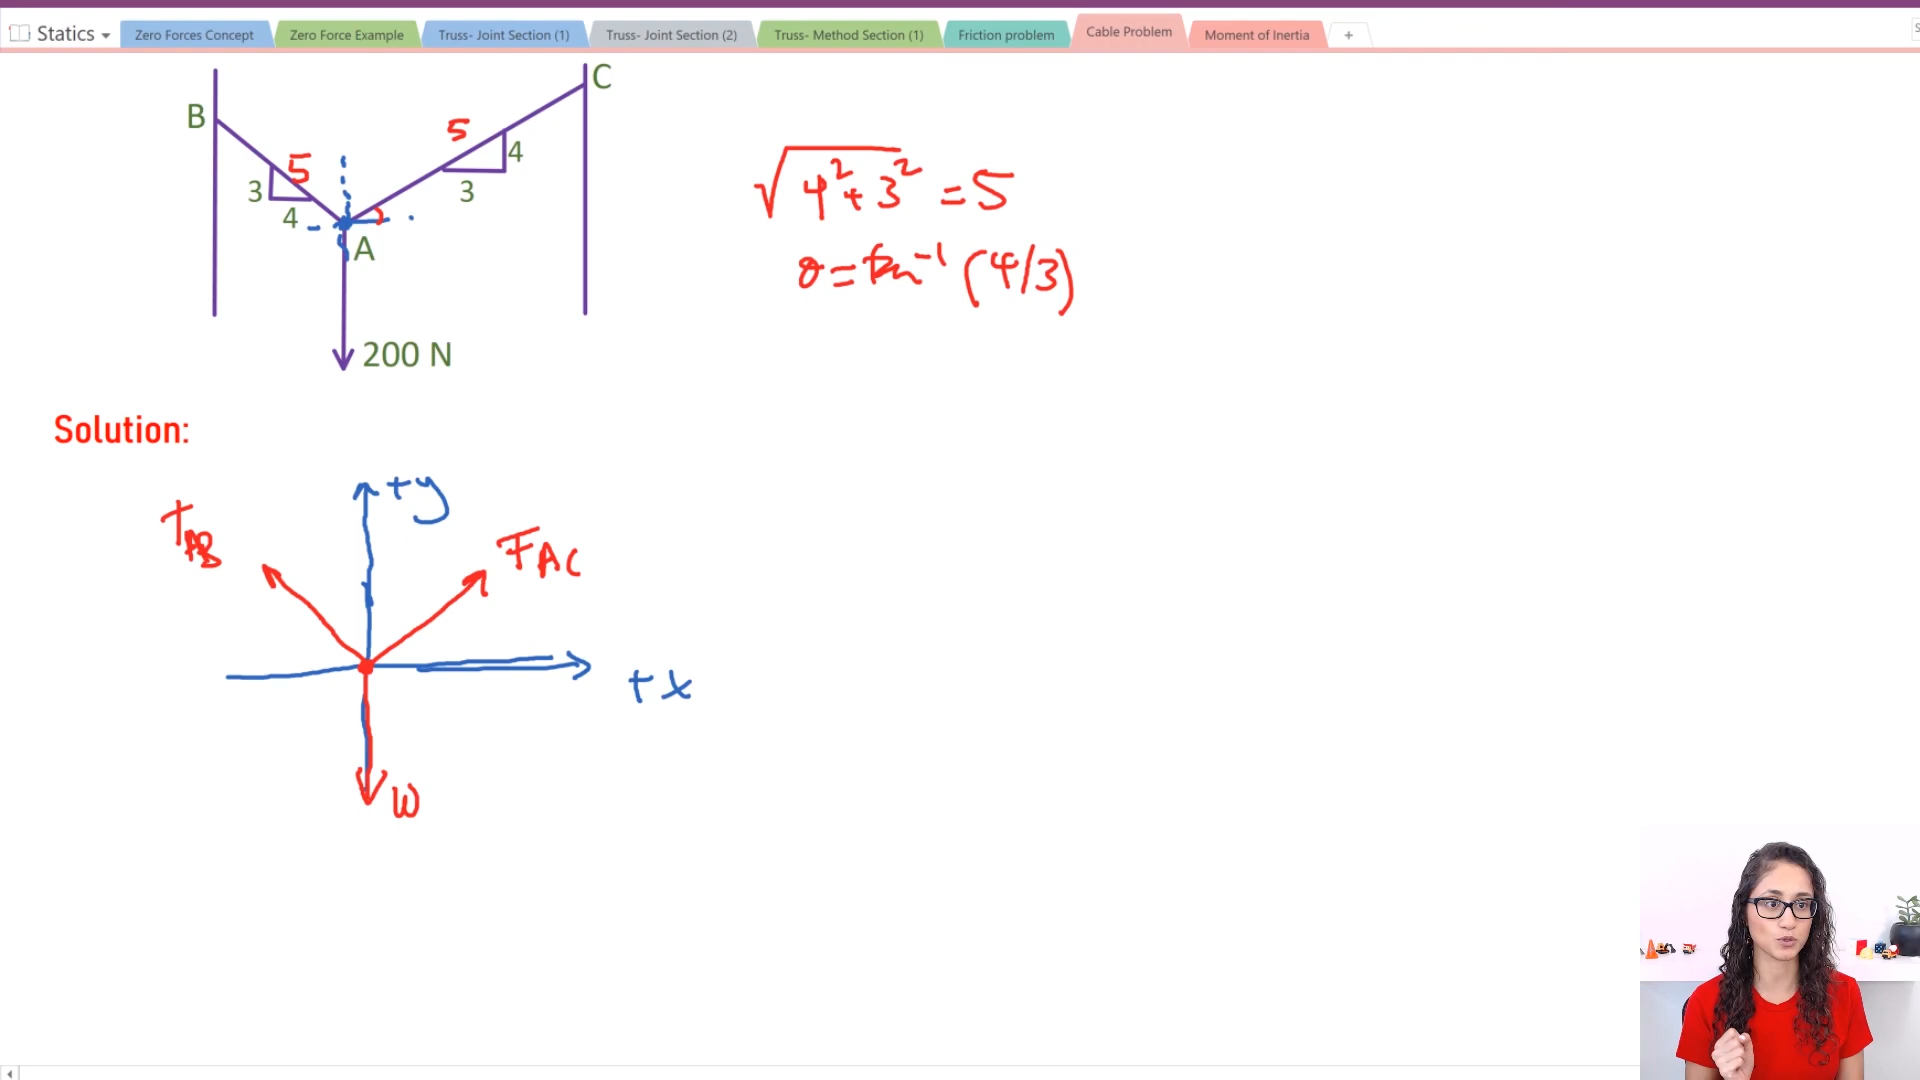 Statics
Zero Forces Concept
Zero Force Example
Truss- Joint Section (1)
Truss- Joint Section (2)
Truss- Method Section (1)
Friction problem
Cable Problem
Moment of Inertia
+
B
C
5
5
3
4
4
3
A
200 N
√4²+3² = 5
θ = tan⁻¹ (4/3)
Solution:
+y
TAB
FAC
+x
W